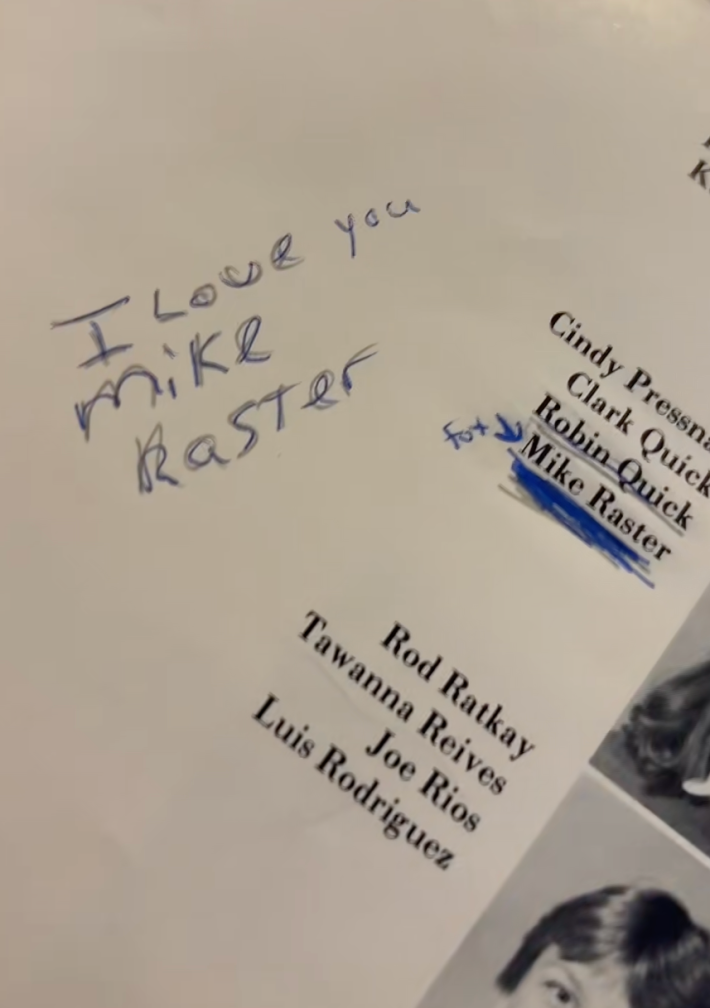 I Love you
Mike
Raster
K
Cindy Pressna
Clark Quick
Robin Quick
fox
Mike Raster
Rod Ratkay
Tawanna Reives
Joe Rios
Luis Rodriguez